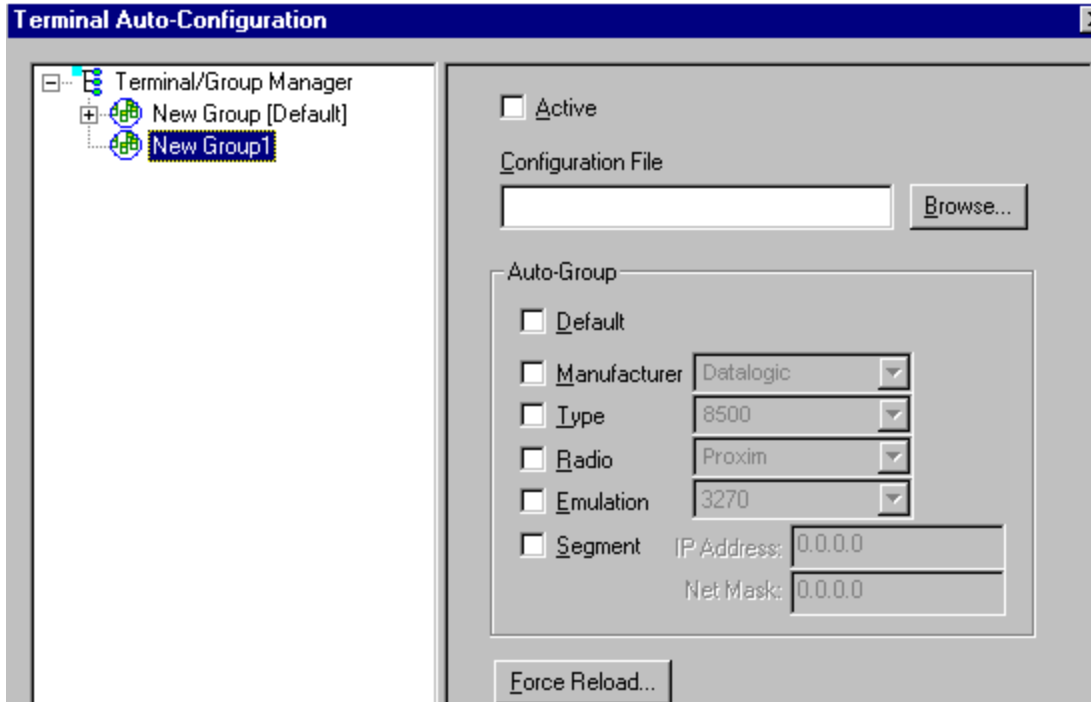 Terminal Auto-Configuration
Terminal/Group Manager
New Group [Default]
New Group1
Active
Configuration File
Browse...
Auto-Group
Default
Manufacturer Datalogic
Type 8500
Radio Proxim
Emulation 3270
Segment IP Address: 0.0.0.0
Net Mask: 0.0.0.0
Force Reload...